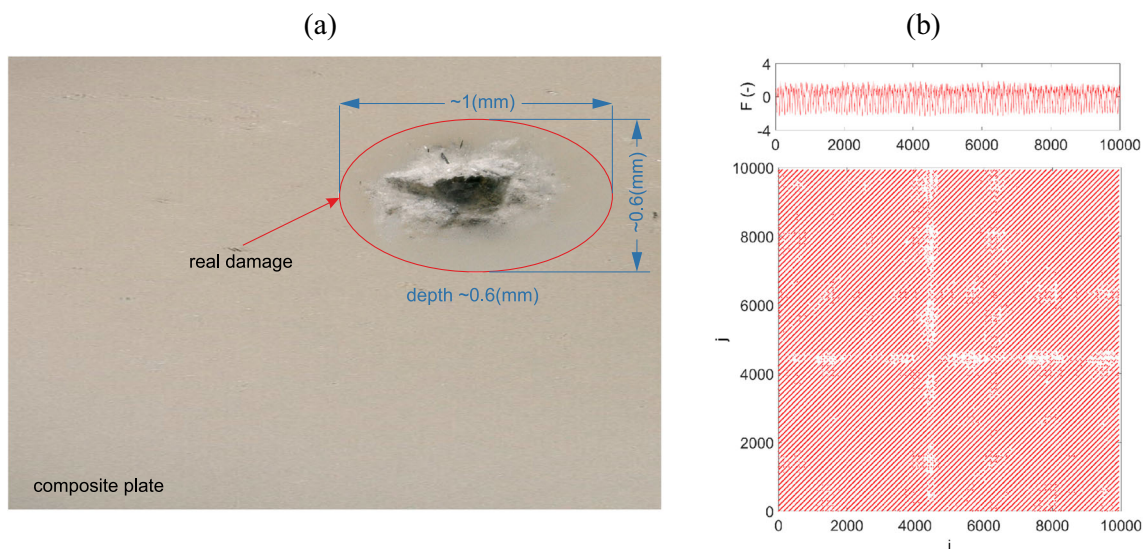 (a)
~1(mm)
~0.6(mm)
real damage
depth ~0.6(mm)
composite plate
(b)
F (-)
4
0
-4
0 2000 4000 6000 8000 10000
j
10000
8000
6000
4000
2000
0
0 2000 4000 6000 8000 10000
i